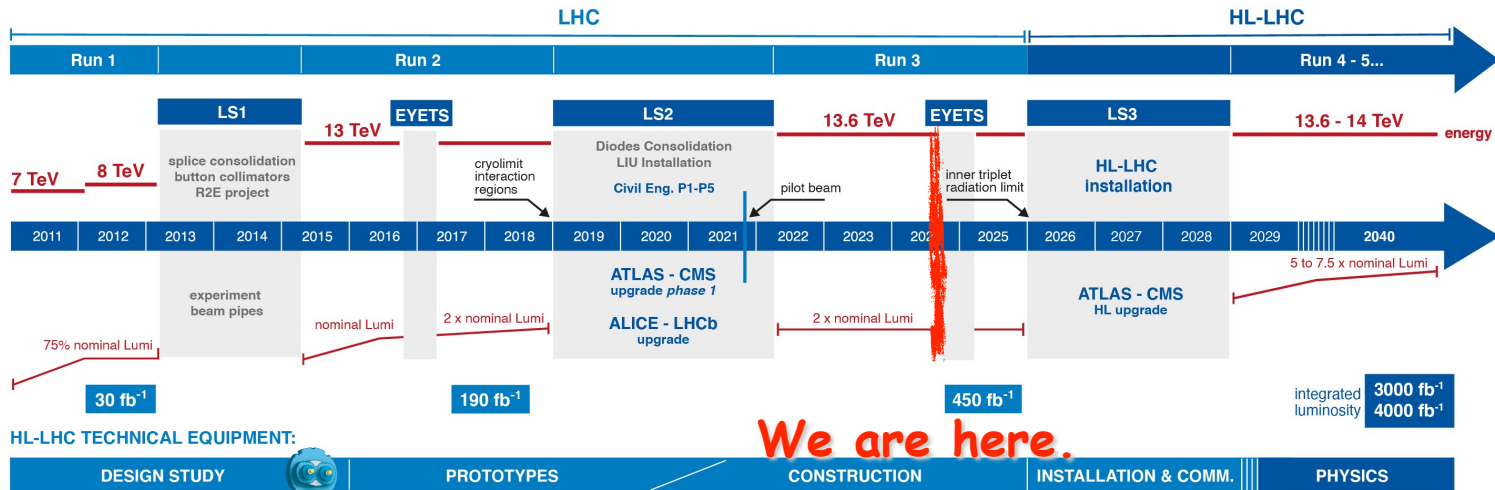 LHC
HL-LHC
Run 1
Run 2
Run 3
Run 4 - 5...
LS1
EYETS
LS2
EYETS
LS3
13 TeV
13.6 TeV
13.6 - 14 TeV
energy
7 TeV
8 TeV
splice consolidation
button collimators
R2E project
cryolimit
interaction
regions
Diodes Consolidation
LIU Installation
Civil Eng. P1-P5
pilot beam
inner triplet
radiation limit
HL-LHC
installation
2011
2012
2013
2014
2015
2016
2017
2018
2019
2020
2021
2022
2023
2025
2026
2027
2028
2029
2040
experiment
beam pipes
ATLAS - CMS
upgrade phase 1
ALICE - LHCb
upgrade
ATLAS - CMS
HL upgrade
5 to 7.5 x nominal Lumi
75% nominal Lumi
nominal Lumi
2 x nominal Lumi
2 x nominal Lumi
30 fb⁻¹
190 fb⁻¹
450 fb⁻¹
integrated
luminosity
3000 fb⁻¹
4000 fb⁻¹
We are here.
HL-LHC TECHNICAL EQUIPMENT:
DESIGN STUDY
PROTOTYPES
CONSTRUCTION
INSTALLATION & COMM.
PHYSICS